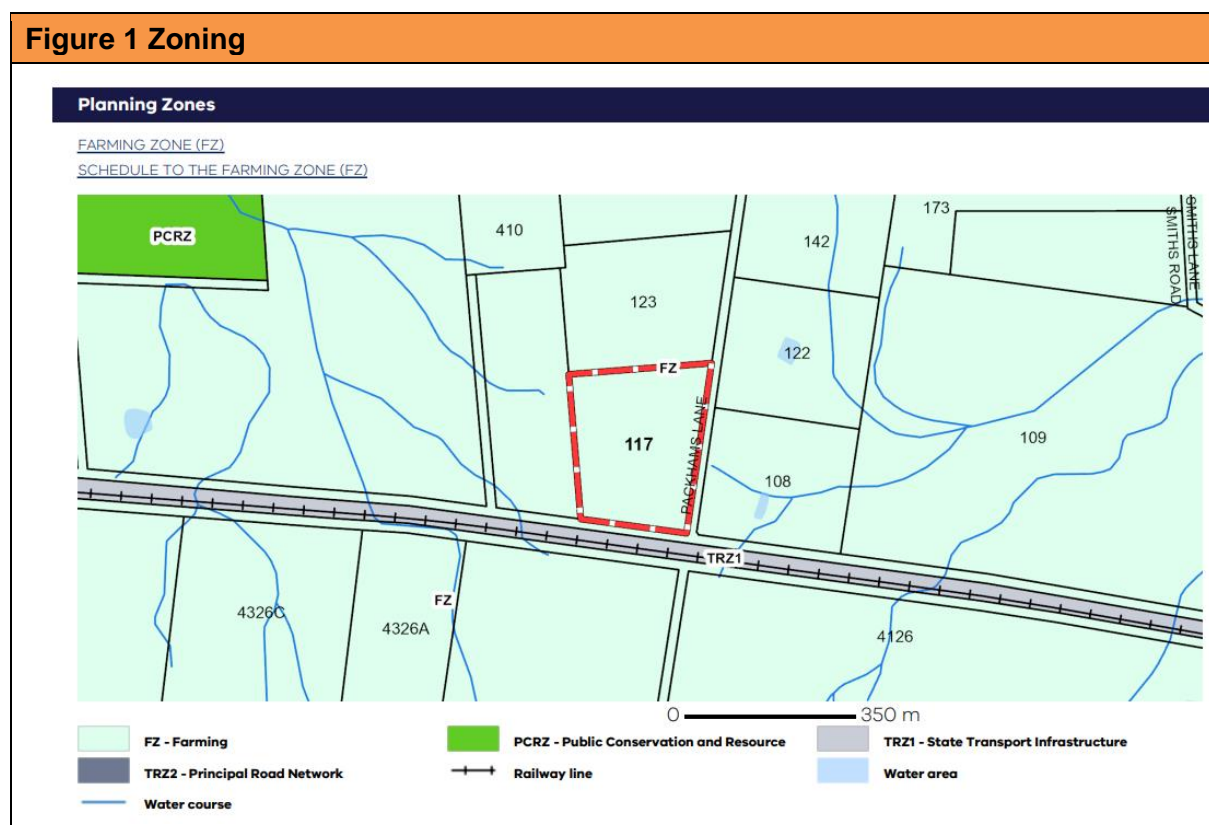 Figure 1 Zoning
Planning Zones
FARMING ZONE (FZ)
SCHEDULE TO THE FARMING ZONE (FZ)
PCRZ
410
142
173
SMITHS ROAD
SMITHS LANE
123
122
FZ
117
PACKHAMS LANE
109
108
TRZ1
FZ
4326C
4326A
4126
0 350 m
FZ - Farming
PCRZ - Public Conservation and Resource
TRZ1 - State Transport Infrastructure
TRZ2 - Principal Road Network
Railway line
Water area
Water course